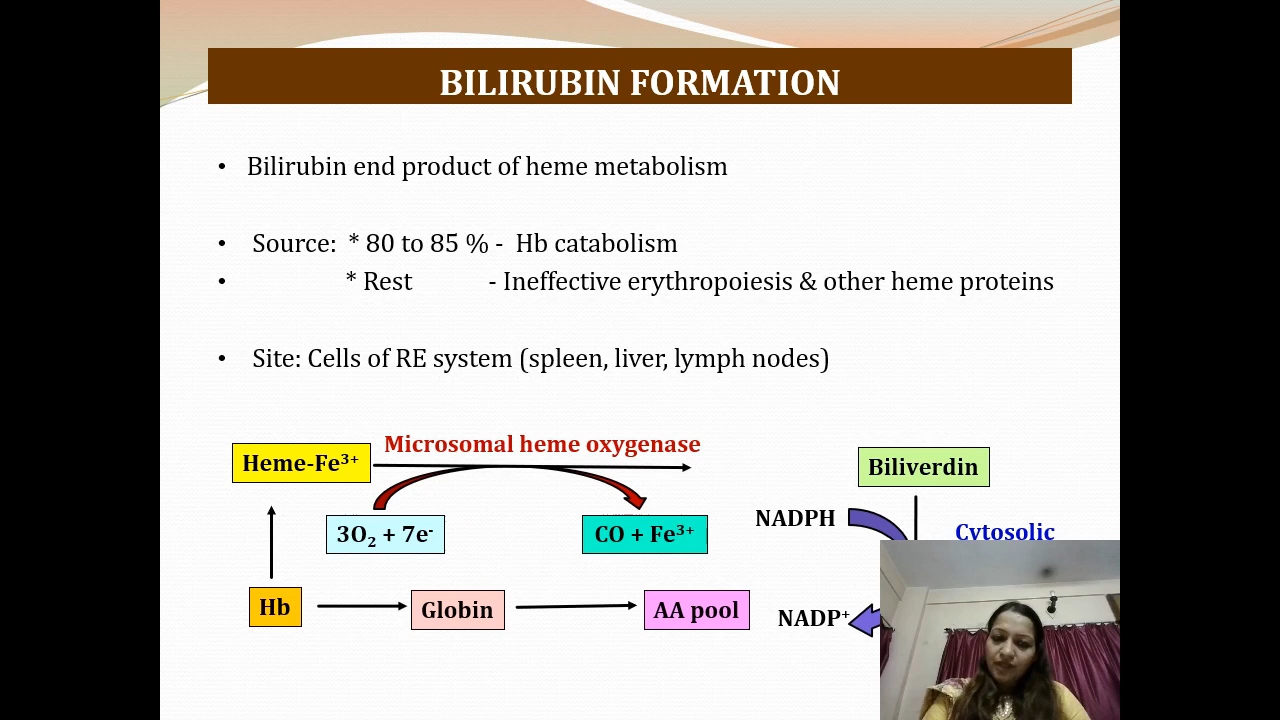 BILIRUBIN FORMATION
• Bilirubin end product of heme metabolism
• Source: * 80 to 85 % - Hb catabolism
• * Rest - Ineffective erythropoiesis & other heme proteins
• Site: Cells of RE system (spleen, liver, lymph nodes)
Microsomal heme oxygenase
Heme-Fe³⁺
Biliverdin
3O₂ + 7e⁻
CO + Fe³⁺
NADPH
Cytosolic
Hb
Globin
AA pool
NADP⁺